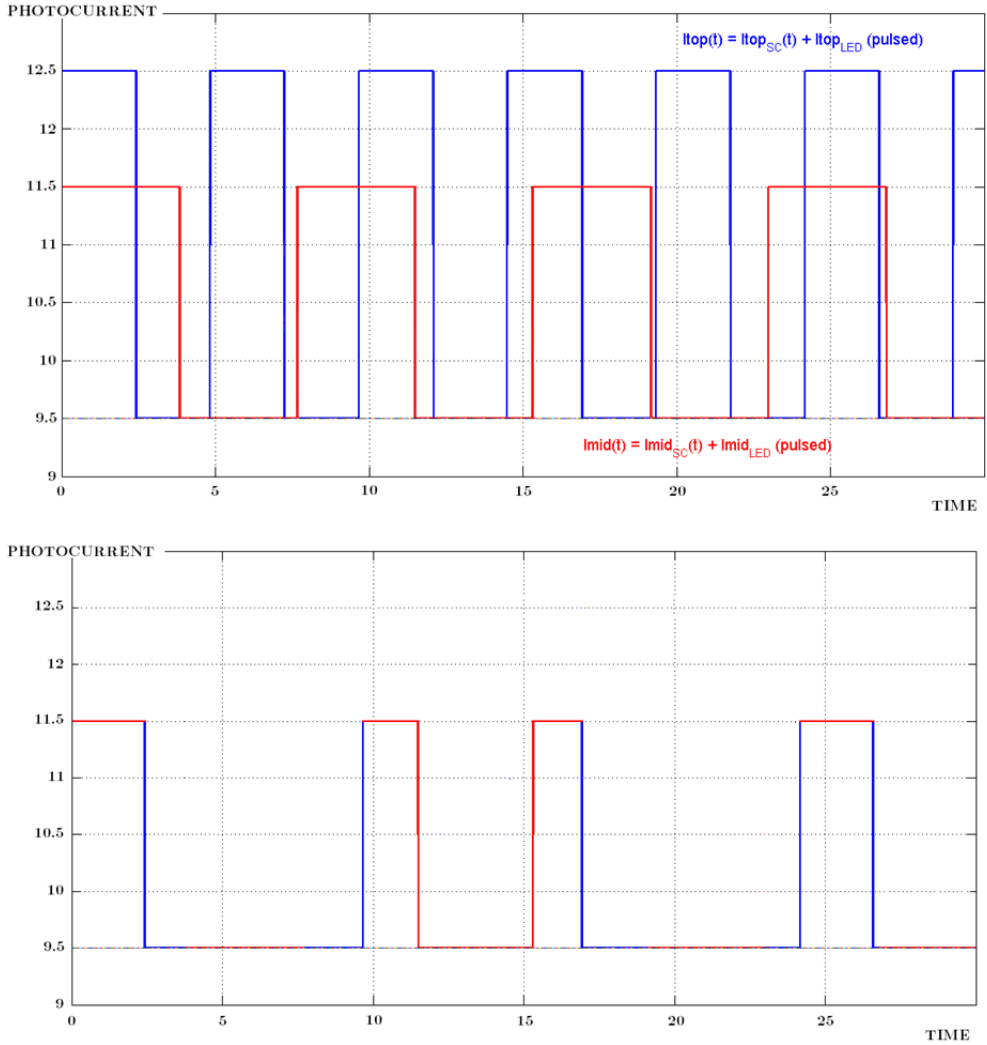 PHOTOCURRENT
Itop(t) = Itop_SC(t) + Itop_LED (pulsed)
12.5
12
11.5
11
10.5
10
9.5
Imid(t) = Imid_SC(t) + Imid_LED (pulsed)
9
0 5 10 15 20 25
TIME
PHOTOCURRENT
12.5
12
11.5
11
10.5
10
9.5
9
0 5 10 15 20 25
TIME